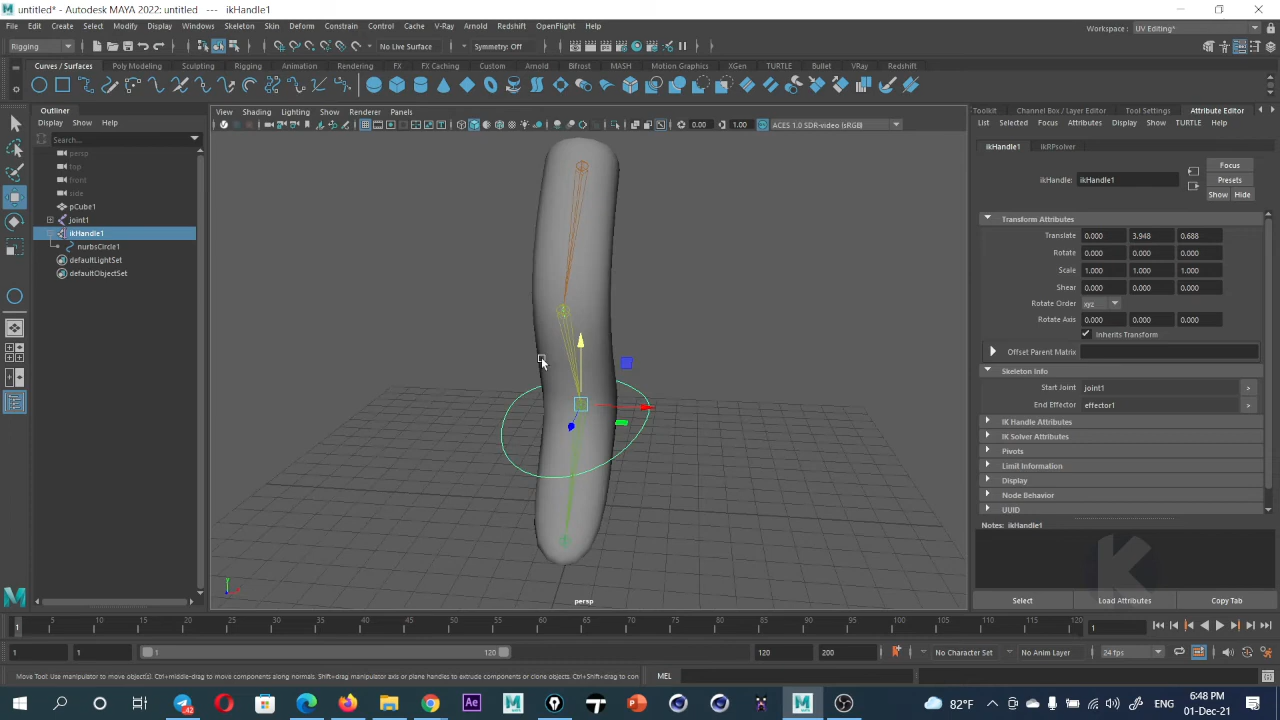 untitled* - Autodesk MAYA 2022: untitled --- ikHandle1
File Edit Create Select Modify Display Windows Skeleton Skin Deform Constrain Control Cache V-Ray Arnold Redshift OpenFlight Help
Workspace : UV Editing*
Rigging No Live Surface Symmetry: Off
Curves / Surfaces Poly Modeling Sculpting Rigging Animation Rendering FX FX Caching Custom Arnold Bifrost MASH Motion Graphics XGen TURTLE Bullet VRay Redshift
Outliner
Display Show Help
Search...
persp
top
front
side
pCube1
joint1
ikHandle1
nurbsCircle1
defaultLightSet
defaultObjectSet
View Shading Lighting Show Renderer Panels
0.00 1.00 ACES 1.0 SDR-video (sRGB)
persp
Toolkit Channel Box / Layer Editor Tool Settings Attribute Editor
List Selected Focus Attributes Display Show TURTLE Help
ikHandle1 ikRPsolver
Focus
ikHandle: ikHandle1 Presets
Show Hide
Transform Attributes
Translate 0.000 3.948 0.688
Rotate 0.000 0.000 0.000
Scale 1.000 1.000 1.000
Shear 0.000 0.000 0.000
Rotate Order xyz
Rotate Axis 0.000 0.000 0.000
Inherits Transform
Offset Parent Matrix
Skeleton Info
Start Joint joint1 >
End Effector effector1 >
IK Handle Attributes
IK Solver Attributes
Pivots
Limit Information
Display
Node Behavior
UUID
Notes: ikHandle1
K
Select Load Attributes Copy Tab
1 5 10 15 20 25 30 35 40 45 50 55 60 65 70 75 80 85 90 95 100 105 110 115 120 1
1 1 1 120 120 200 No Character Set No Anim Layer 24 fps
Move Tool: Use manipulator to move object(s). Ctrl+middle-drag to move components along normals. Shift+drag manipulator axis or plane handles to extrude components or clone objects. Ctrl+Shift+drag to con MEL
42 Ae 82°F ENG 6:48 PM
01-Dec-21